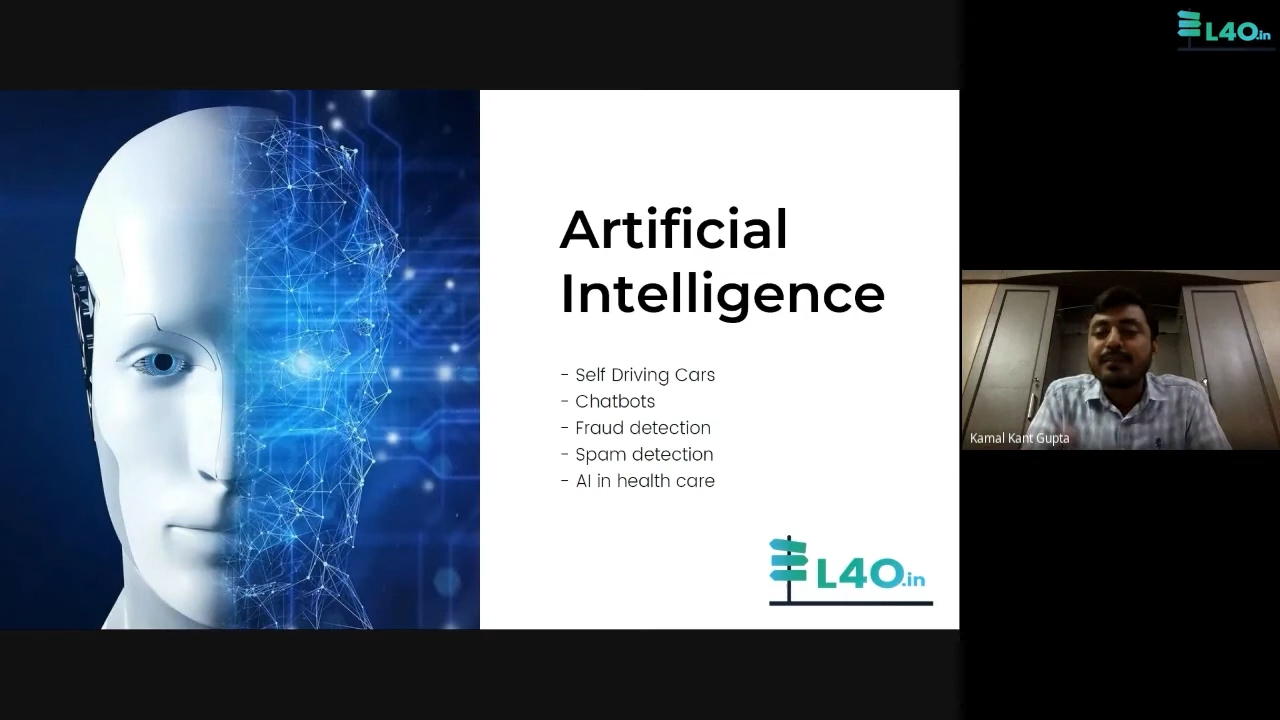 L4O.in
Artificial
Intelligence
- Self Driving Cars
- Chatbots
- Fraud detection
- Spam detection
- AI in health care
L4O.in
Kamal Kant Gupta